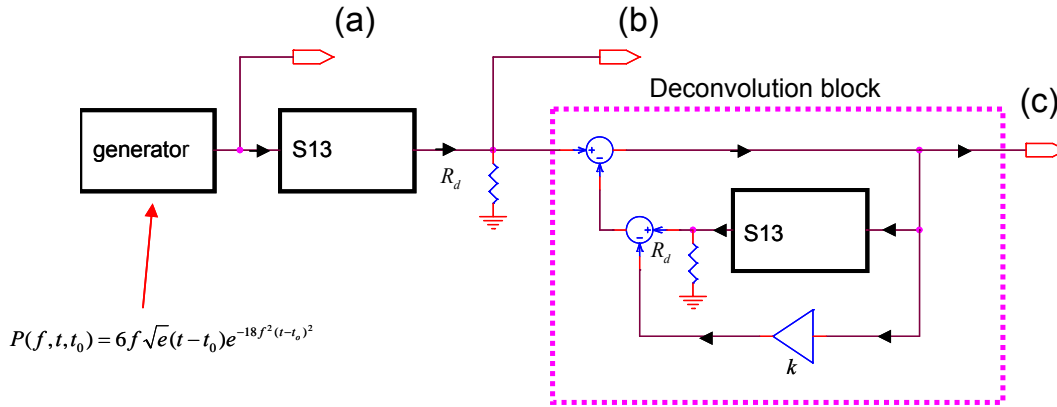 (a)
(b)
Deconvolution block
(c)
generator
S13
R_d
+
-
S13
R_d
-
+
k
P(f,t,t_0) = 6f√e(t−t_0)e^{−18f^2(t−t_o)^2}